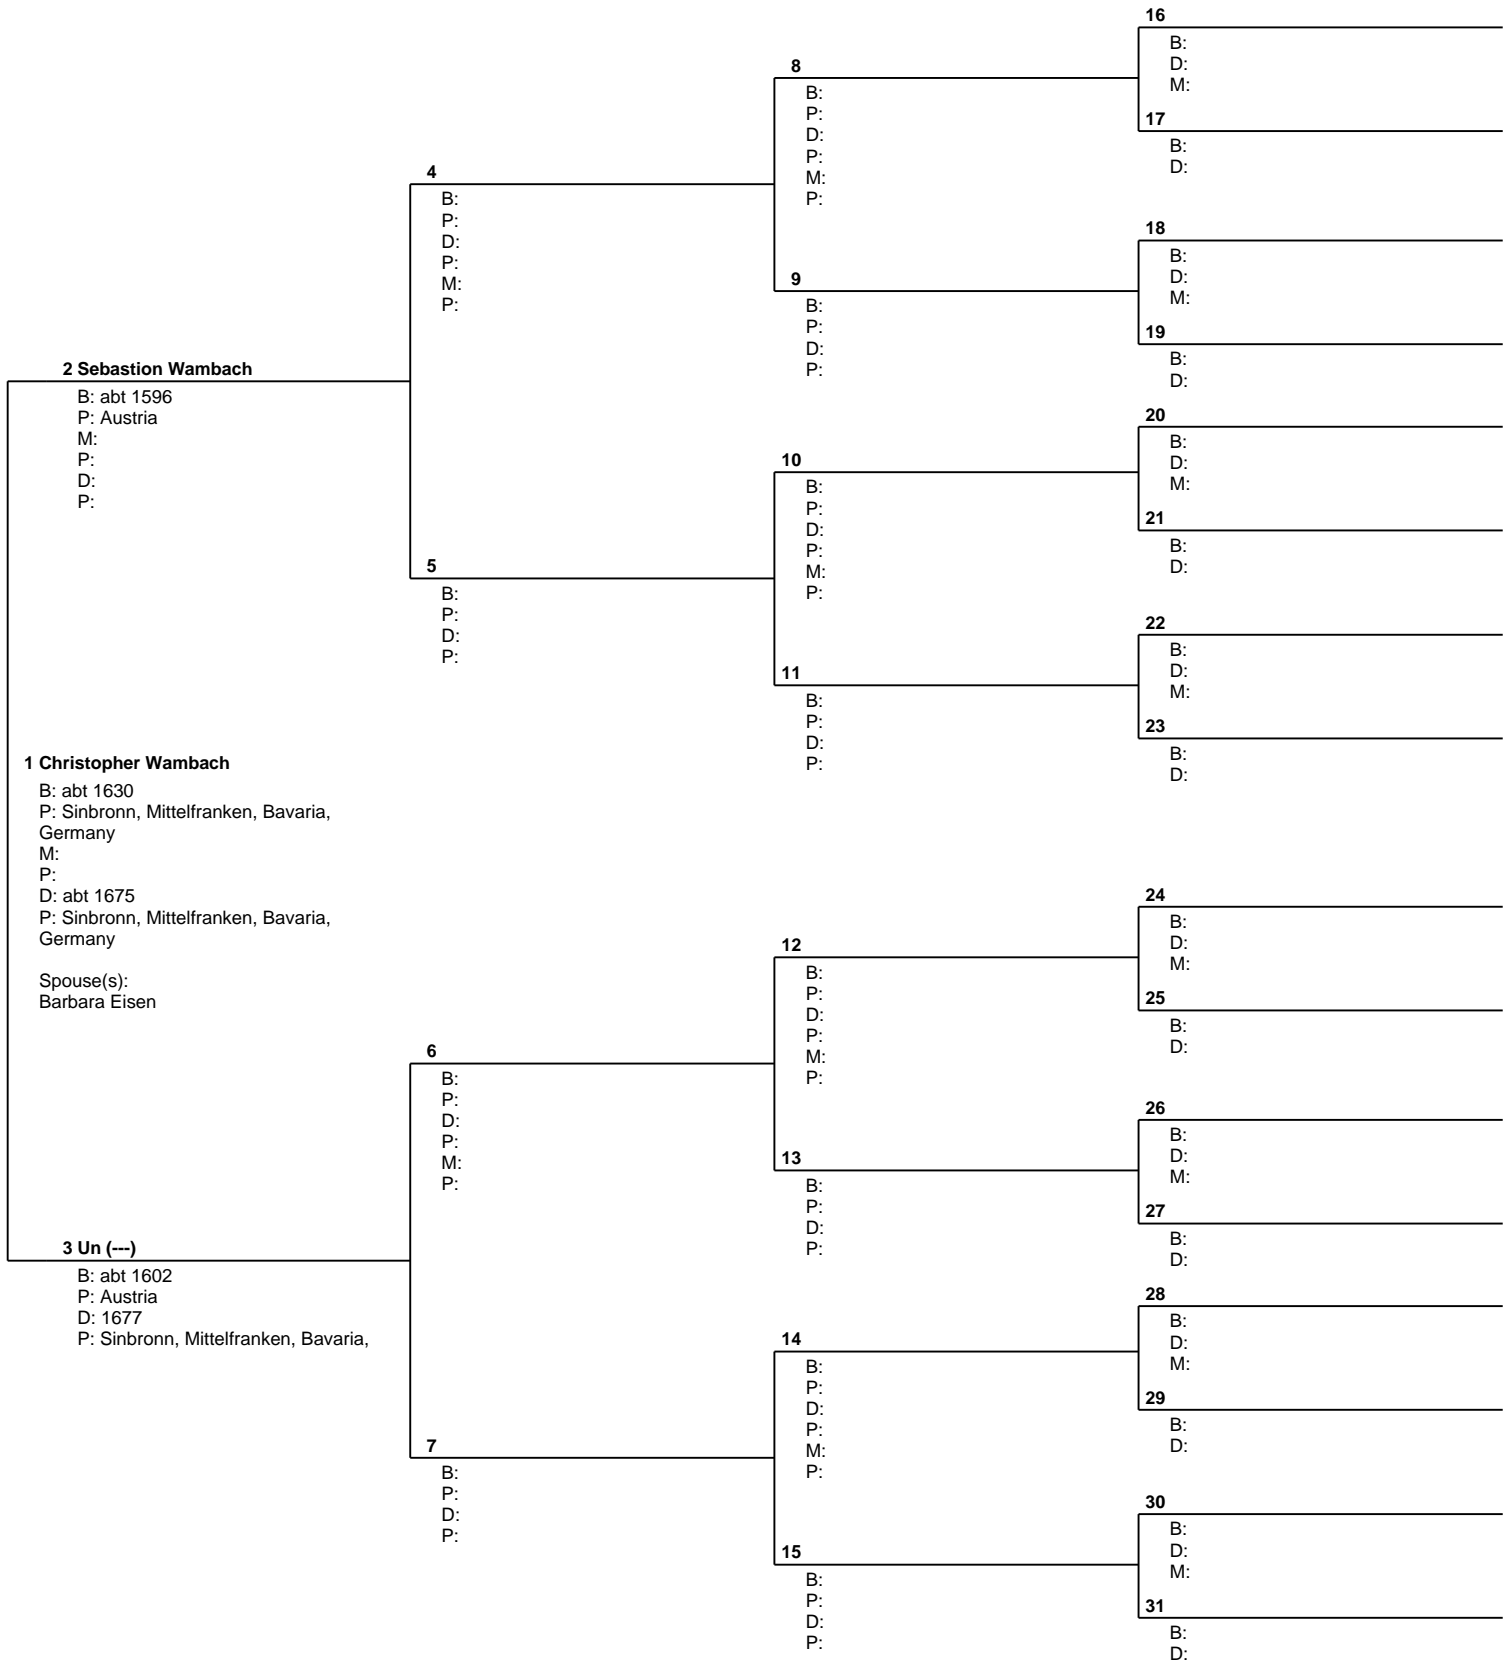 16
B:
D:
M:
8
B:
P:
D:
P:
M:
P:
17
B:
D:
4
B:
P:
D:
P:
M:
P:
18
B:
D:
M:
9
B:
P:
D:
P:
19
B:
D:
2 Sebastion Wambach
B: abt 1596
P: Austria
M:
P:
D:
P:
20
B:
D:
M:
10
B:
P:
D:
P:
M:
P:
21
B:
D:
5
B:
P:
D:
P:
22
B:
D:
M:
11
B:
P:
D:
P:
23
B:
D:
1 Christopher Wambach
B: abt 1630
P: Sinbronn, Mittelfranken, Bavaria,
Germany
M:
P:
D: abt 1675
P: Sinbronn, Mittelfranken, Bavaria,
Germany
Spouse(s):
Barbara Eisen
24
B:
D:
M:
12
B:
P:
D:
P:
M:
P:
25
B:
D:
6
B:
P:
D:
P:
M:
P:
26
B:
D:
M:
13
B:
P:
D:
P:
27
B:
D:
3 Un (---)
B: abt 1602
P: Austria
D: 1677
P: Sinbronn, Mittelfranken, Bavaria,
28
B:
D:
M:
14
B:
P:
D:
P:
M:
P:
29
B:
D:
7
B:
P:
D:
P:
30
B:
D:
M:
15
B:
P:
D:
P:
31
B:
D: